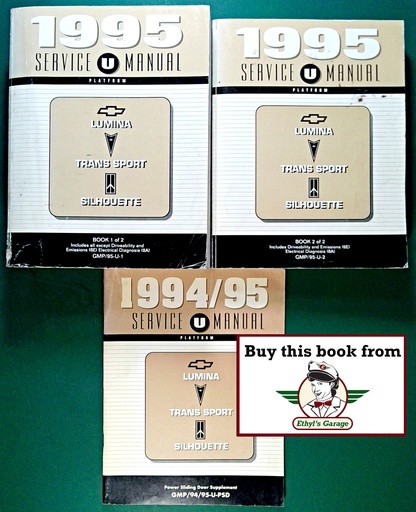 1995
SERVICE U MANUAL
PLATFORM
LUMINA
TRANS SPORT
SILHOUETTE
BOOK 1 of 2
Includes all except Driveability and
Emissions (6E) Electrical Diagnosis (8A)
GMP/95-U-1
1995
SERVICE U MANUAL
PLATFORM
LUMINA
TRANS SPORT
SILHOUETTE
BOOK 2 of 2
Includes Driveability and Emissions (6E)
Electrical Diagnosis (8A)
GMP/95-U-2
1994/95
SERVICE U MANUAL
PLATFORM
LUMINA
TRANS SPORT
SILHOUETTE
Power Sliding Door Supplement
GMP/94/95-U-PSD
Buy this book from
Ethyl's Garage